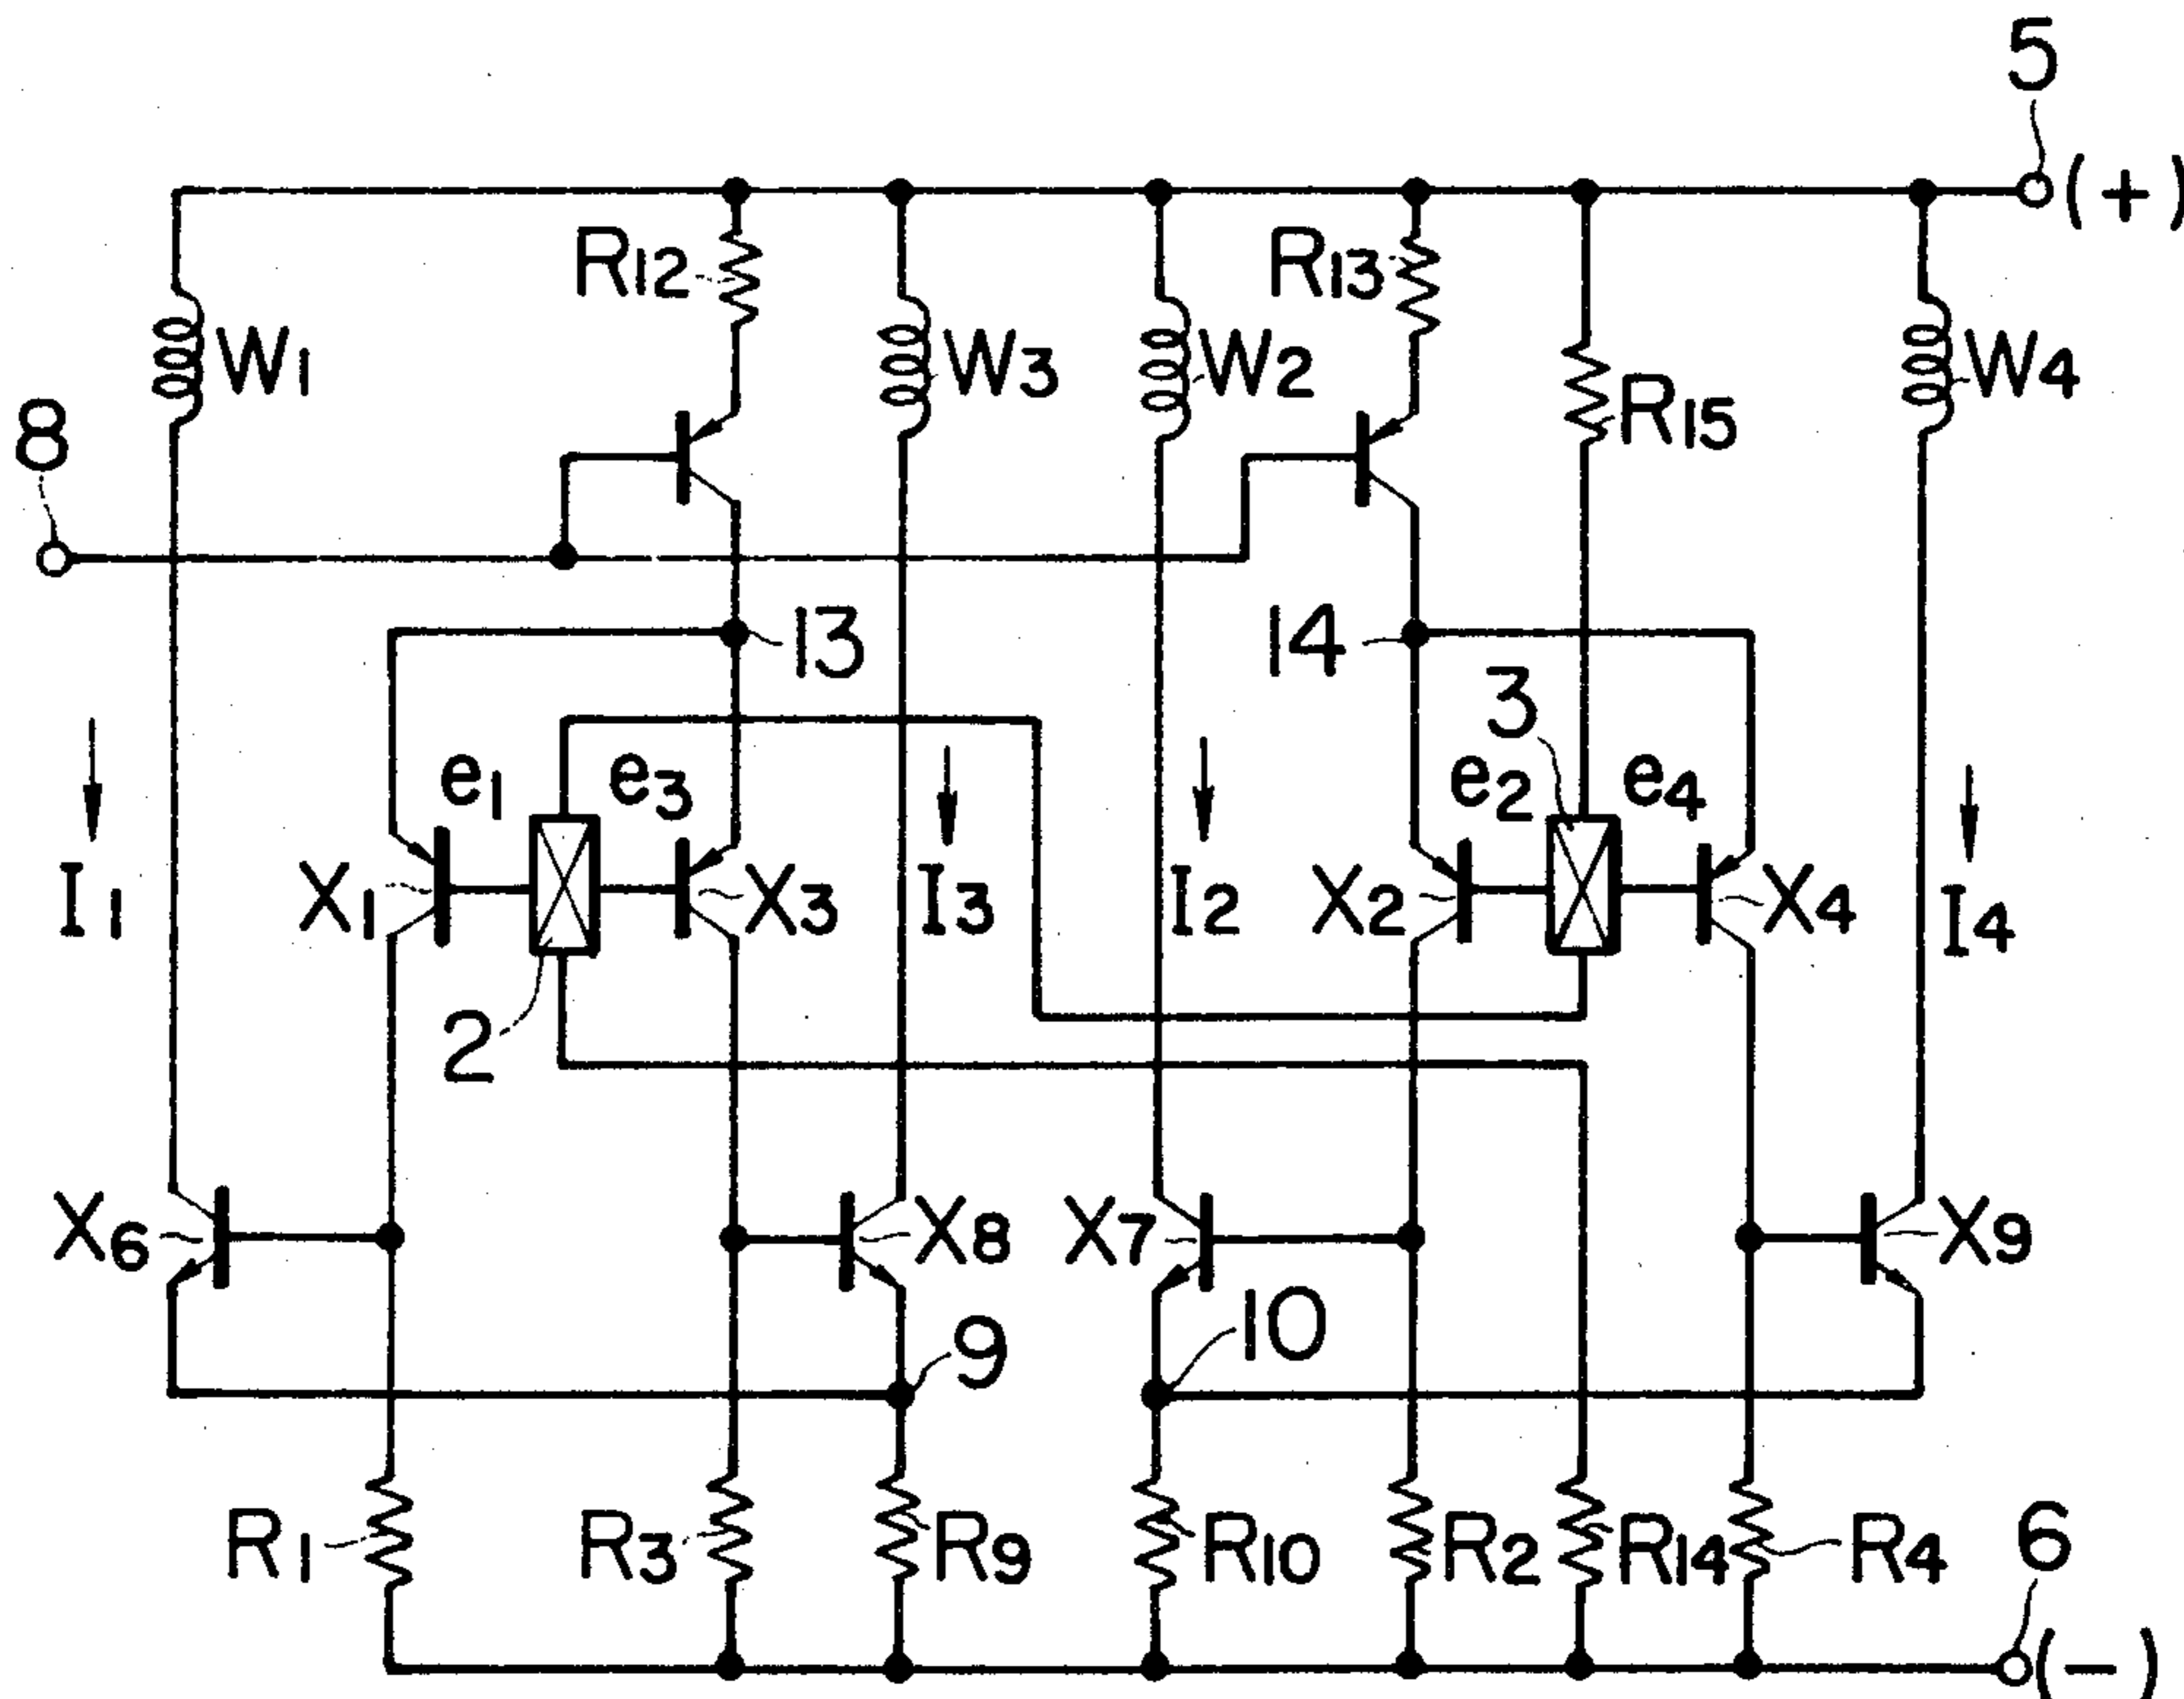 5
(+)
R12
R13
W1
W3
W2
W4
R15
8
13
14
3
e1
e3
e2
e4
I1
X1
X3
I3
I2
X2
X4
I4
2
X6
X8
X7
X9
10
9
R1
R3
R9
R10
R2
R14
R4
6
(-)